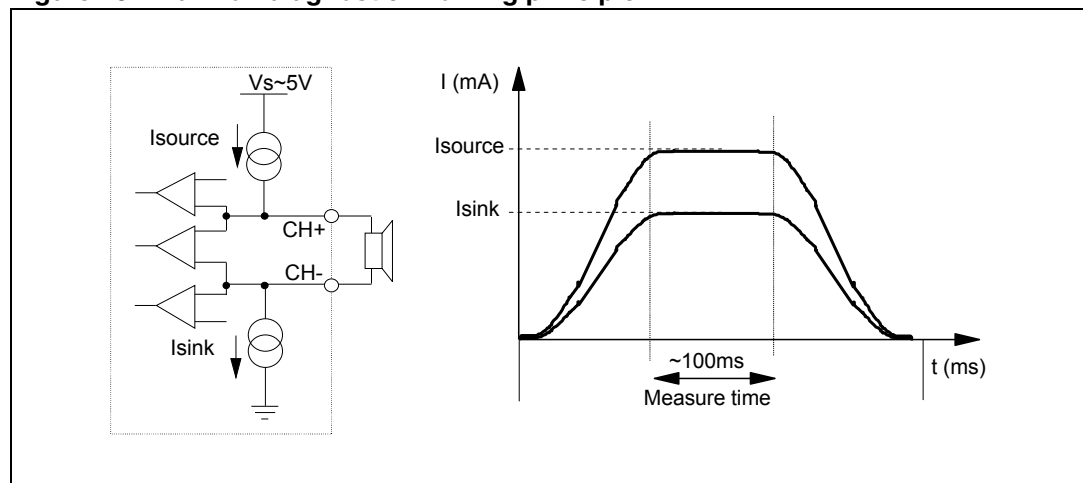 Vs~5V
Isource
CH+
CH-
Isink
I (mA)
Isource
Isink
~100ms
Measure time
t (ms)